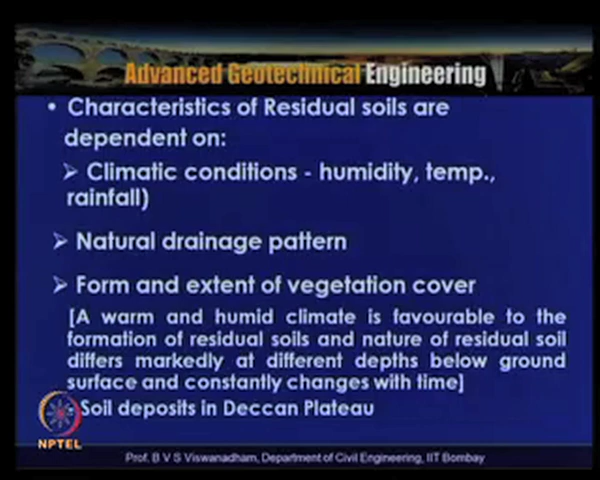 Advanced Geotechnical Engineering
• Characteristics of Residual soils are
dependent on:
➢ Climatic conditions - humidity, temp.,
rainfall)
➢ Natural drainage pattern
➢ Form and extent of vegetation cover
[A warm and humid climate is favourable to the
formation of residual soils and nature of residual soil
differs markedly at different depths below ground
surface and constantly changes with time]
- Soil deposits in Deccan Plateau
NPTEL
Prof. B V S Viswanadham, Department of Civil Engineering, IIT Bombay